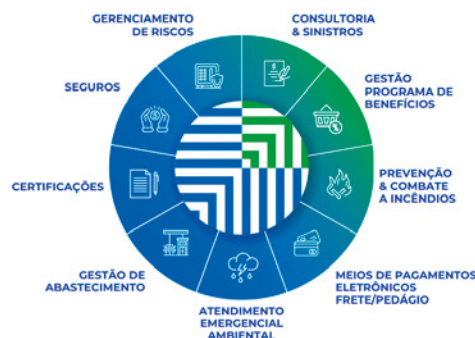 GERENCIAMENTO
DE RISCOS
CONSULTORIA
& SINISTROS
GESTÃO
PROGRAMA DE
BENEFÍCIOS
PREVENÇÃO
& COMBATE
A INCÊNDIOS
MEIOS DE PAGAMENTOS
ELETRÔNICOS
FRETE/PEDÁGIO
ATENDIMENTO
EMERGENCIAL
AMBIENTAL
GESTÃO DE
ABASTECIMENTO
CERTIFICAÇÕES
SEGUROS